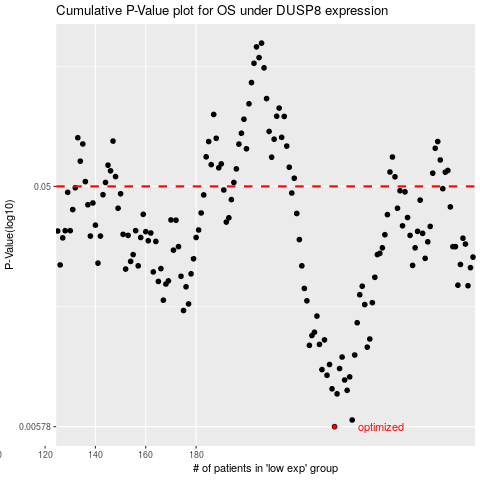 Cumulative P-Value plot for OS under DUSP8 expression
P-Value(log10)
0.05
0.00578
optimized
0 120 140 160 180
# of patients in 'low exp' group